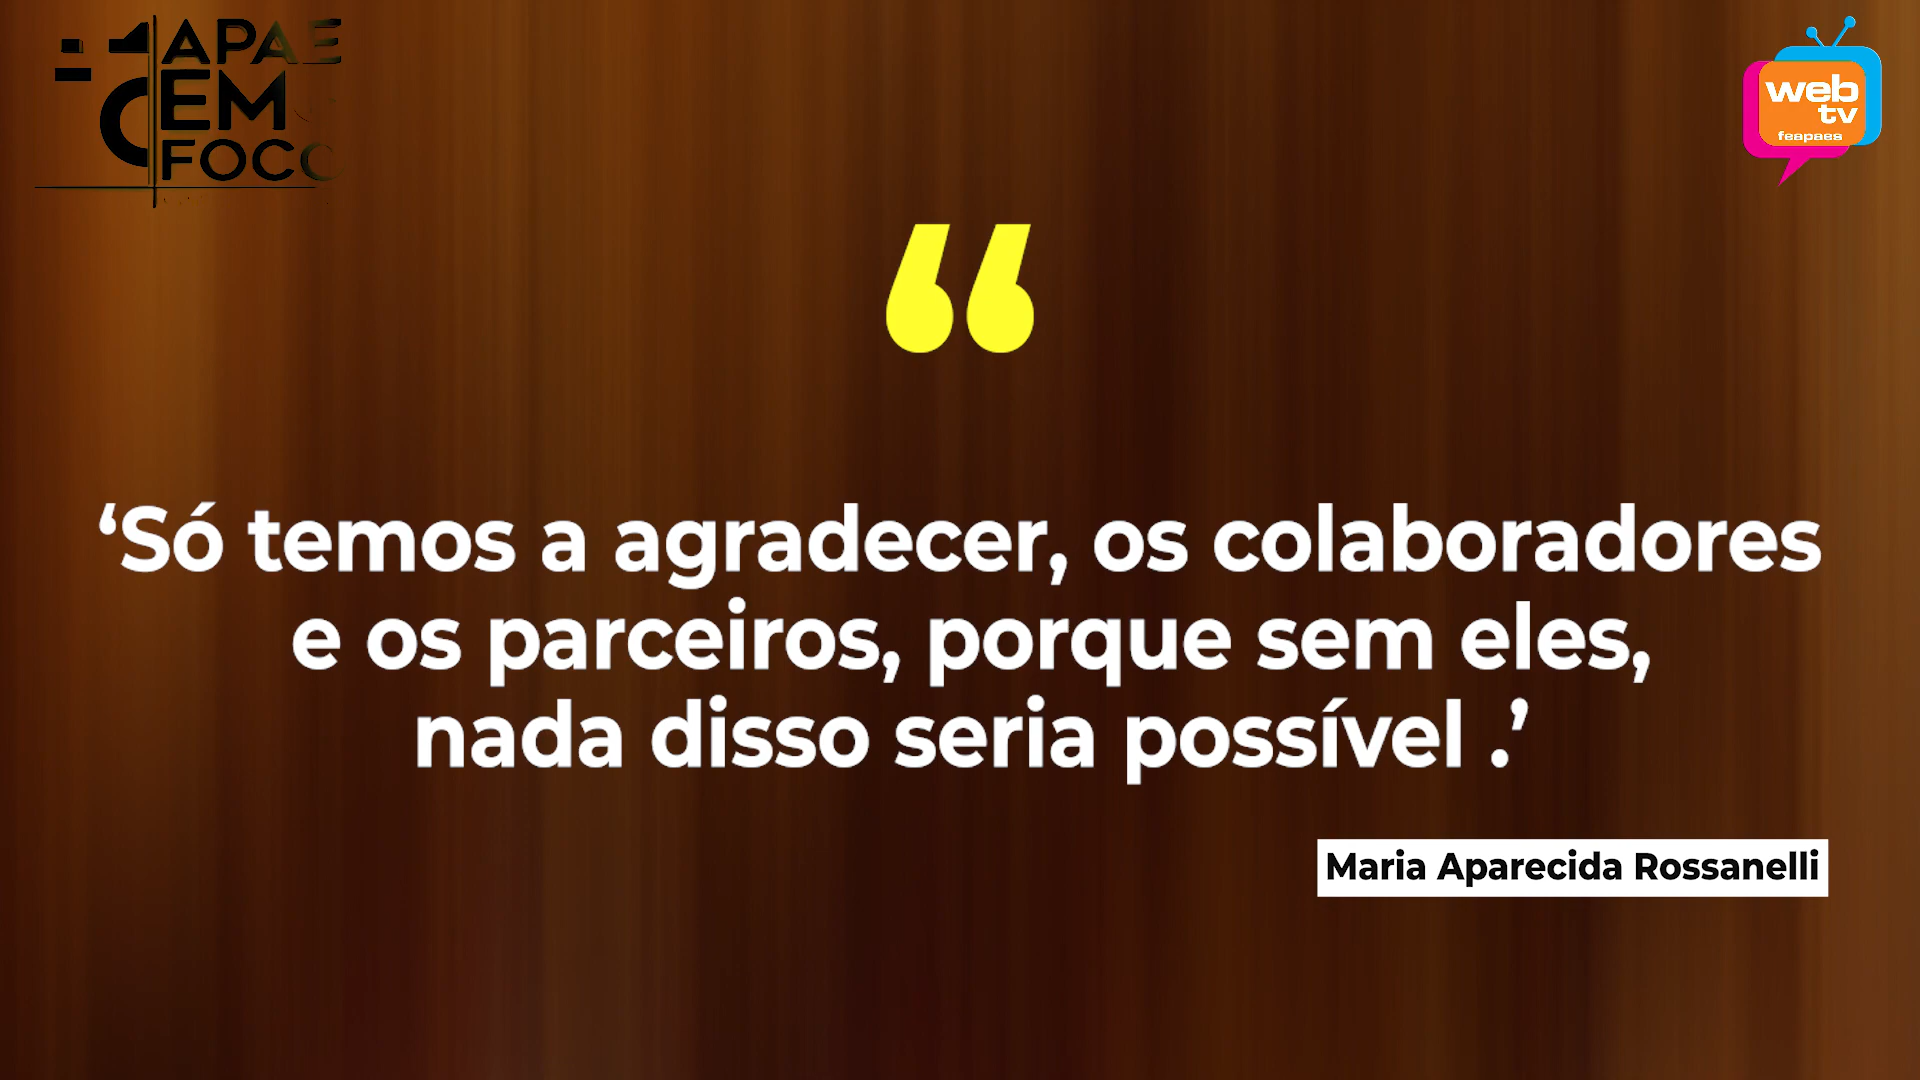 APAE
EM
FOCO
web
tv
feapaes
“
‘Só temos a agradecer, os colaboradores
e os parceiros, porque sem eles,
nada disso seria possível .’
Maria Aparecida Rossanelli